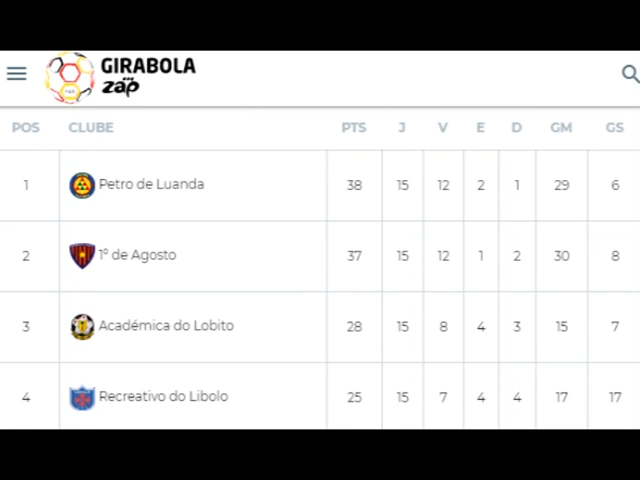 GIRABOLA
zap
POS CLUBE PTS J V E D GM GS
1 Petro de Luanda 38 15 12 2 1 29 6
2 1º de Agosto 37 15 12 1 2 30 8
3 Académica do Lobito 28 15 8 4 3 15 7
4 Recreativo do Libolo 25 15 7 4 4 17 17